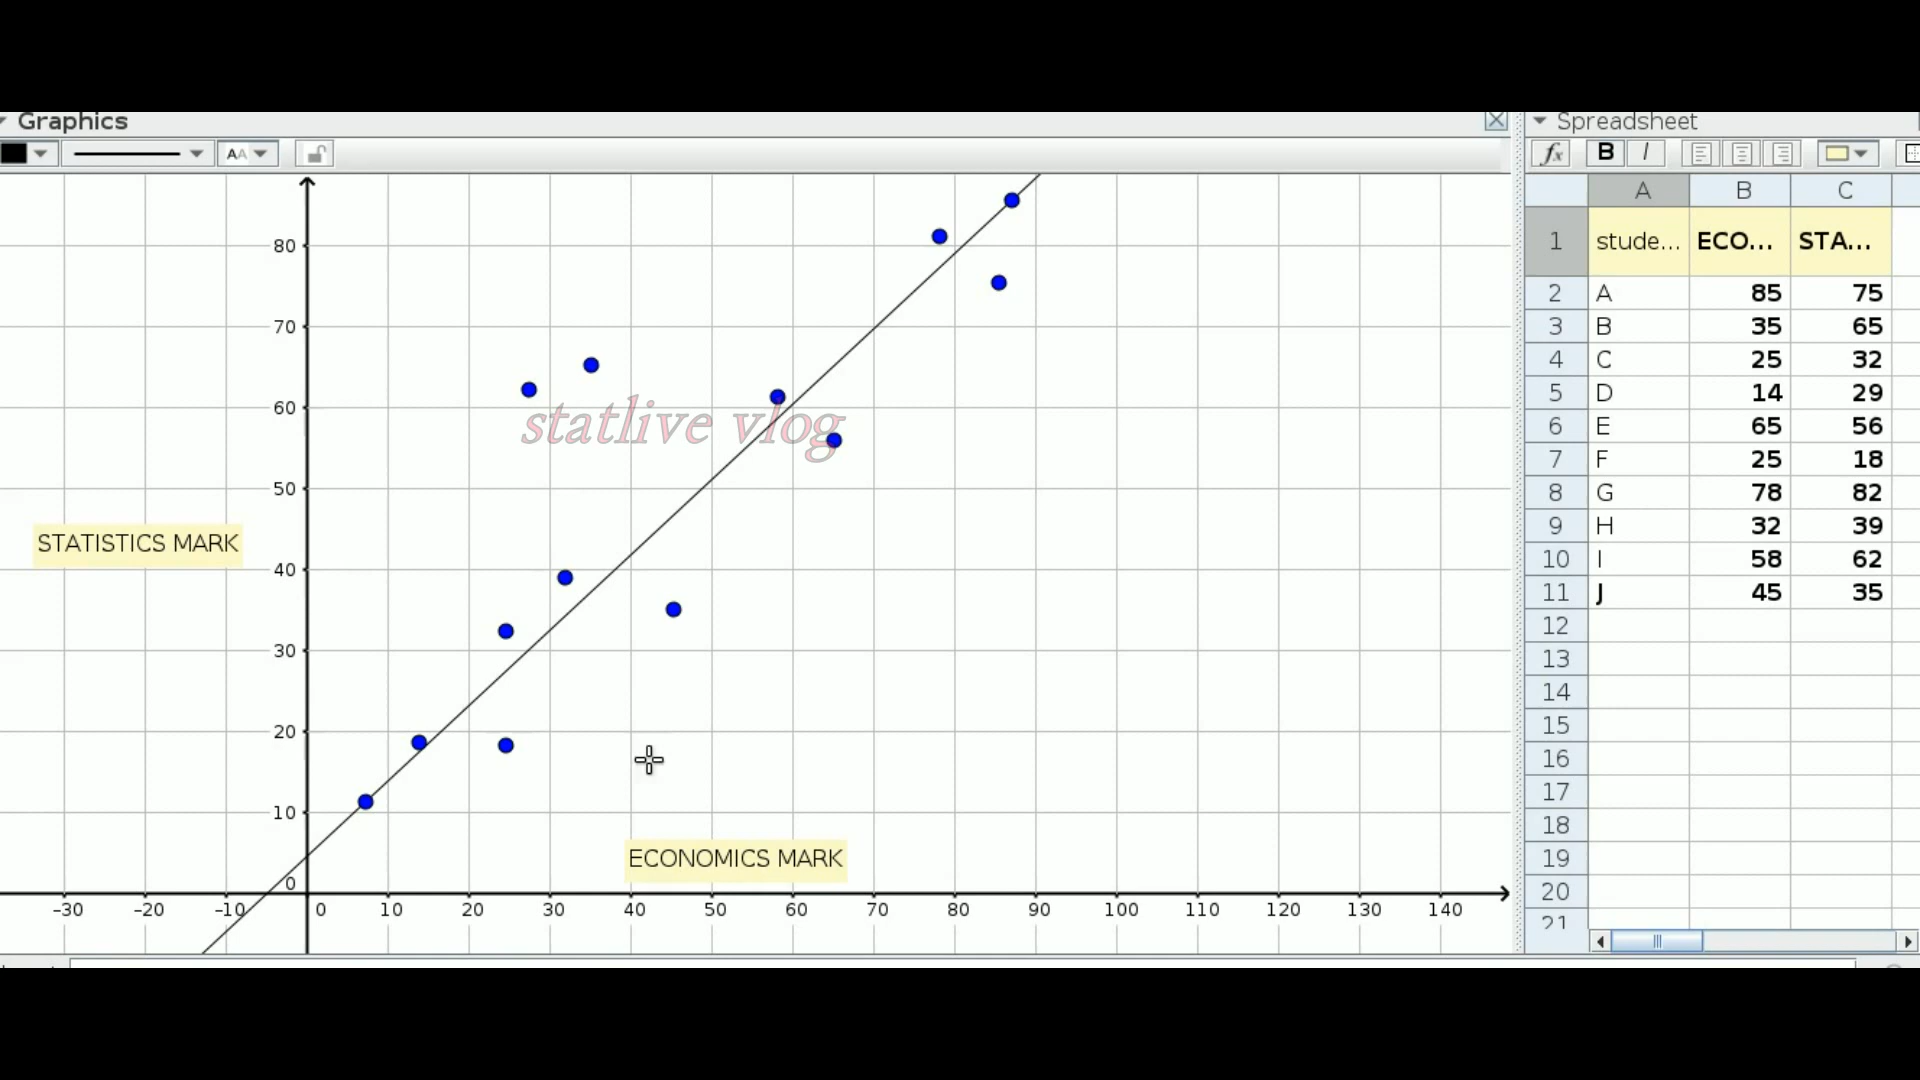 Graphics
Spreadsheet
AA
fx B I
A B C
1 stude... ECO... STA...
2 A 85 75
3 B 35 65
4 C 25 32
5 D 14 29
6 E 65 56
7 F 25 18
8 G 78 82
9 H 32 39
10 I 58 62
11 J 45 35
12
13
14
15
16
17
18
19
20
21
80
70
60
50
40
30
20
10
0
statlive vlog
STATISTICS MARK
ECONOMICS MARK
-30 -20 -10 0 10 20 30 40 50 60 70 80 90 100 110 120 130 140